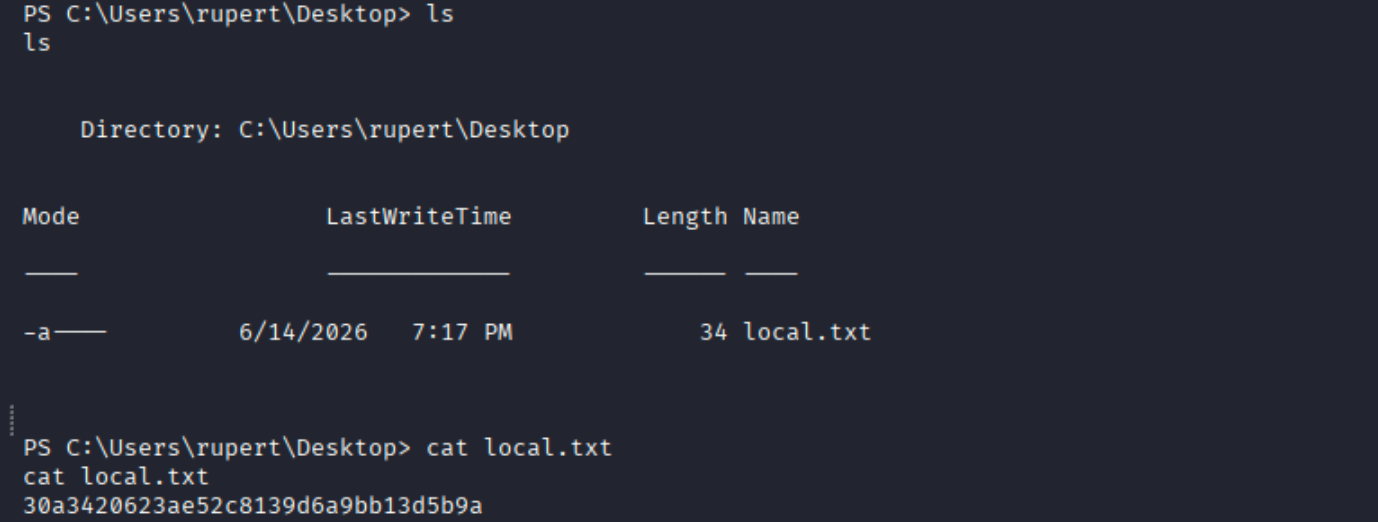 PS C:\Users\rupert\Desktop> ls
ls
Directory: C:\Users\rupert\Desktop
Mode LastWriteTime Length Name
---- ------------- ------ ----
-a---- 6/14/2026 7:17 PM 34 local.txt
PS C:\Users\rupert\Desktop> cat local.txt
cat local.txt
30a3420623ae52c8139d6a9bb13d5b9a